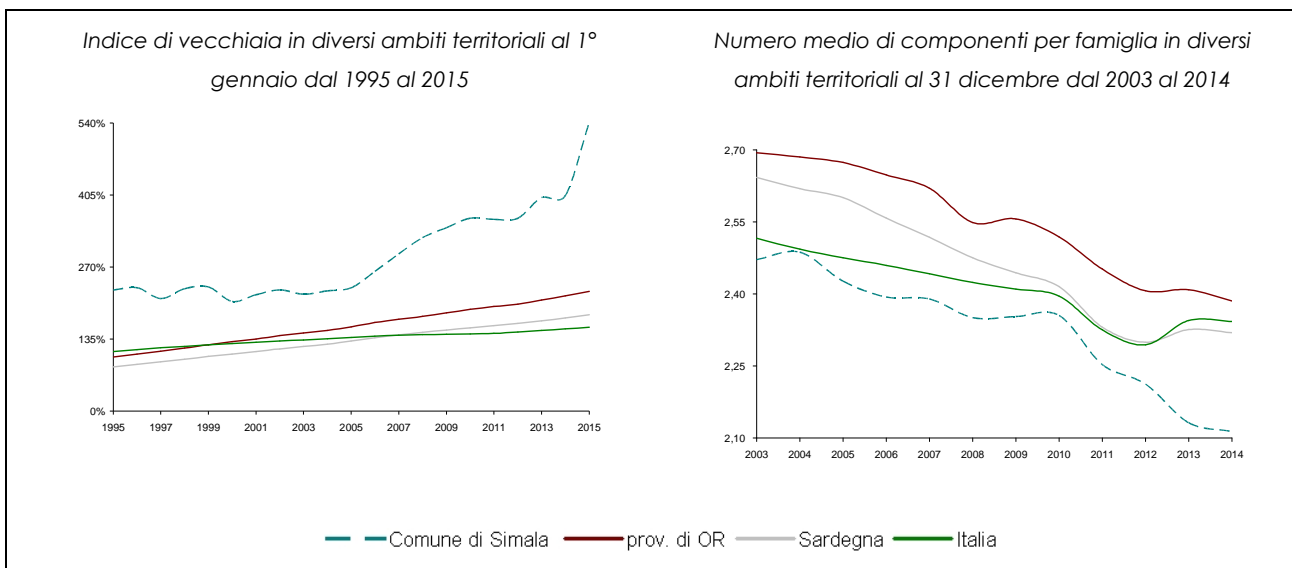 Indice di vecchiaia in diversi ambiti territoriali al 1°
gennaio dal 1995 al 2015
540%
405%
270%
135%
0%
1995 1997 1999 2001 2003 2005 2007 2009 2011 2013 2015
Numero medio di componenti per famiglia in diversi
ambiti territoriali al 31 dicembre dal 2003 al 2014
2,70
2,55
2,40
2,25
2,10
2003 2004 2005 2006 2007 2008 2009 2010 2011 2012 2013 2014
Comune di Simala prov. di OR Sardegna Italia